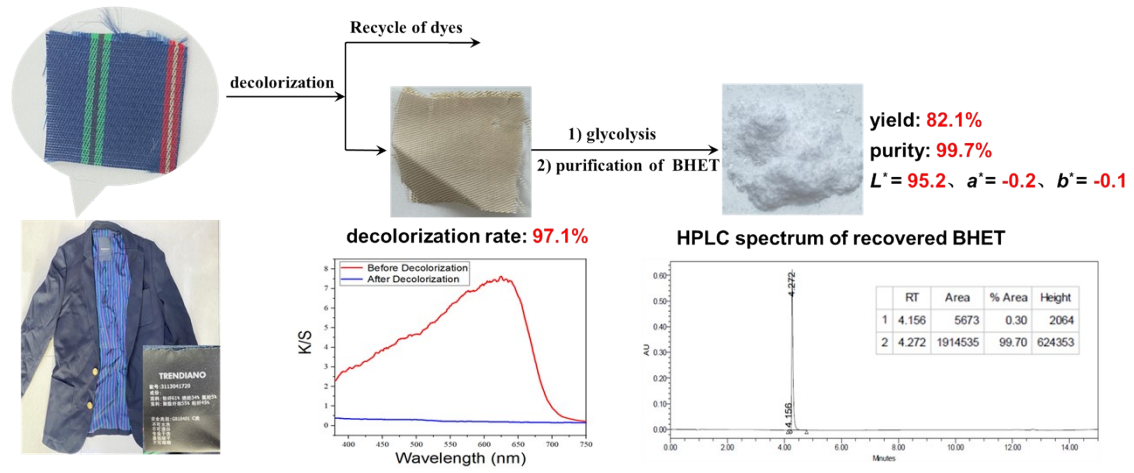 Recycle of dyes
decolorization
1) glycolysis
2) purification of BHET
yield: 82.1%
purity: 99.7%
L*= 95.2、a*= -0.2、b*= -0.1
decolorization rate: 97.1%
HPLC spectrum of recovered BHET
TRENDIANO
款号:3113041720
Before Decolorization
After Decolorization
K/S
8
7
6
5
4
3
2
1
0
400 450 500 550 600 650 700 750
Wavelength (nm)
AU
0.60
0.50
0.40
0.30
0.20
0.10
0.00
4.156
4.272
0.00 2.00 4.00 6.00 8.00 10.00 12.00 14.00
Minutes
RT Area % Area Height
1 4.156 5673 0.30 2064
2 4.272 1914535 99.70 624353